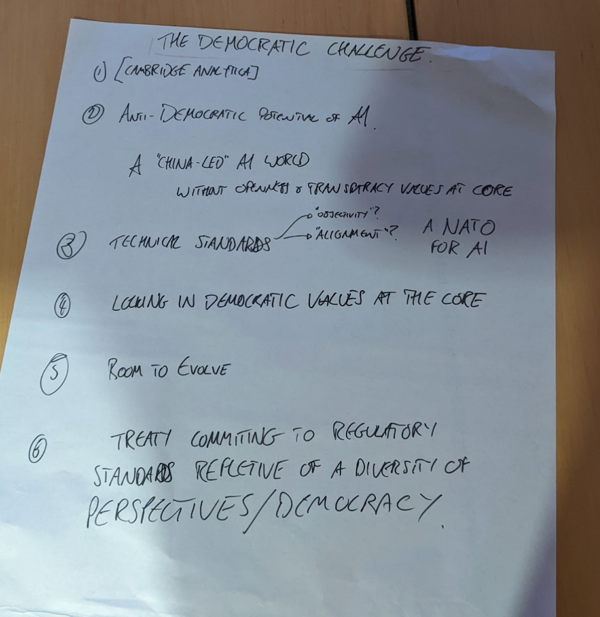 THE DEMOCRATIC CHALLENGE.
1) [CAMBRIDGE ANALYTICA]
2 ANTI-DEMOCRATIC POTENTIAL OF AI.
A "CHINA-LED" AI WORLD
WITHOUT OPENNESS & TRANSPARACY VALUES AT CORE
3 TECHNICAL STANDARDS
"OBJECTIVITY"?
"ALIGNMENT"?
A NATO
FOR AI
4 LOCKING IN DEMOCRATIC VALUES AT THE CORE
5 ROOM TO EVOLVE
6 TREATY COMMITING TO REGULATORY
STANDARDS REFLETIVE OF A DIVERSITY OF
PERSPECTIVES/DEMOCRACY.